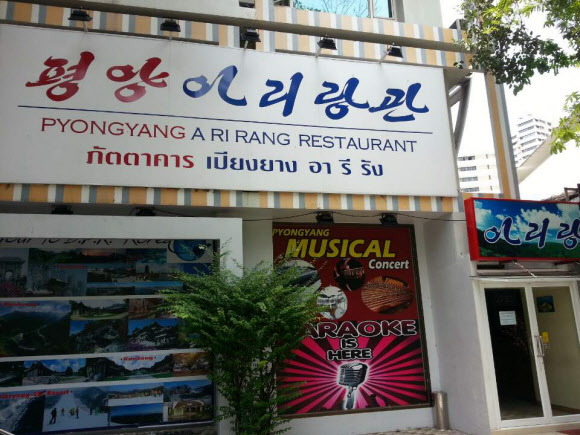 평양아리랑관
PYONGYANG A RI RANG RESTAURANT
ภัตตาคาร เปียงยาง อา รี รัง
PYONGYANG
MUSICAL
Concert
ARAOKE
IS
HERE
아리랑